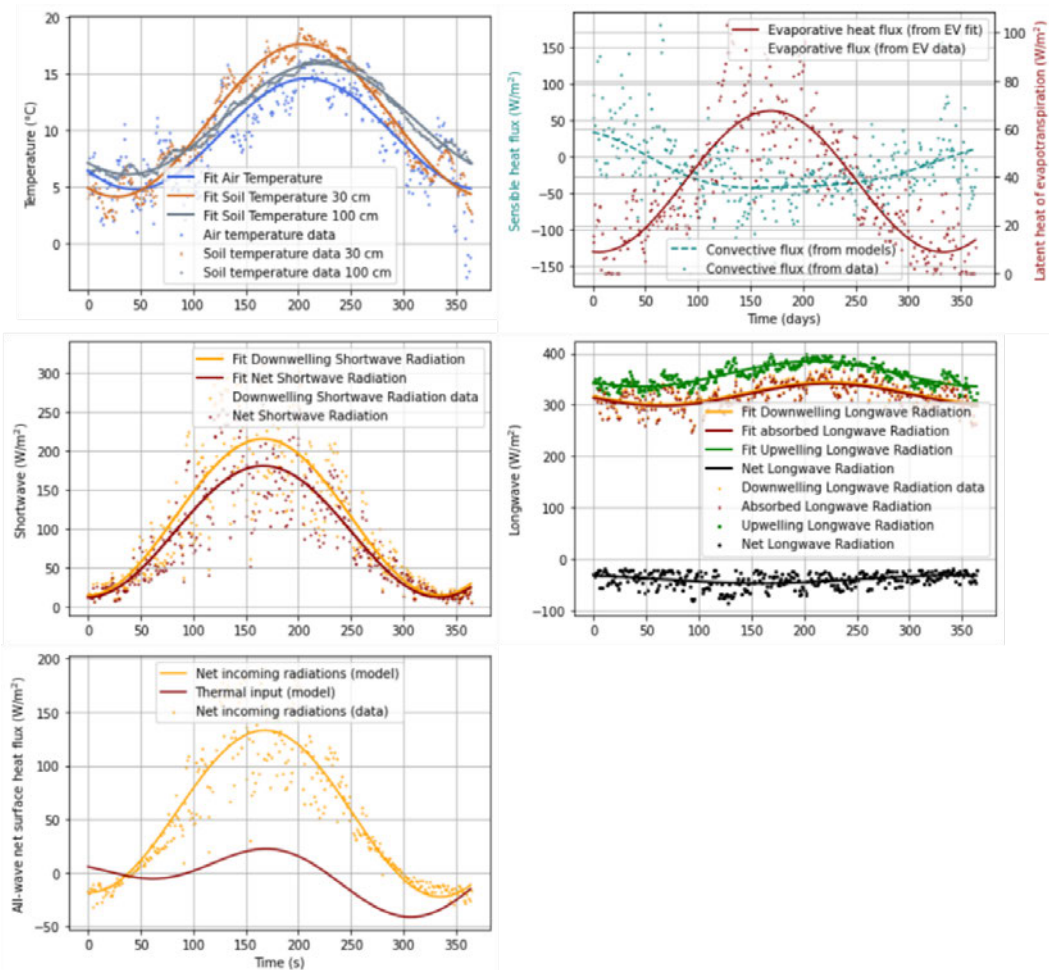 20
15
10
5
0
Temperature (°C)
Fit Air Temperature
Fit Soil Temperature 30 cm
Fit Soil Temperature 100 cm
Air temperature data
Soil temperature data 30 cm
Soil temperature data 100 cm
0 50 100 150 200 250 300 350
150
100
50
0
−50
−100
−150
Sensible heat flux (W/m²)
Evaporative heat flux (from EV fit)
Evaporative flux (from EV data)
Convective flux (from models)
Convective flux (from data)
100
80
60
40
20
0
Latent heat of evapotranspiration (W/m²)
0 50 100 150 200 250 300 350
Time (days)
300
250
200
150
100
50
0
Shortwave (W/m²)
Fit Downwelling Shortwave Radiation
Fit Net Shortwave Radiation
Downwelling Shortwave Radiation data
Net Shortwave Radiation
0 50 100 150 200 250 300 350
400
300
200
100
0
−100
Longwave (W/m²)
Fit Downwelling Longwave Radiation
Fit absorbed Longwave Radiation
Fit Upwelling Longwave Radiation
Net Longwave Radiation
Downwelling Longwave Radiation data
Absorbed Longwave Radiation
Upwelling Longwave Radiation
Net Longwave Radiation
0 50 100 150 200 250 300 350
200
150
100
50
0
−50
All-wave net surface heat flux (W/m²)
Net incoming radiations (model)
Thermal input (model)
Net incoming radiations (data)
0 50 100 150 200 250 300 350
Time (s)